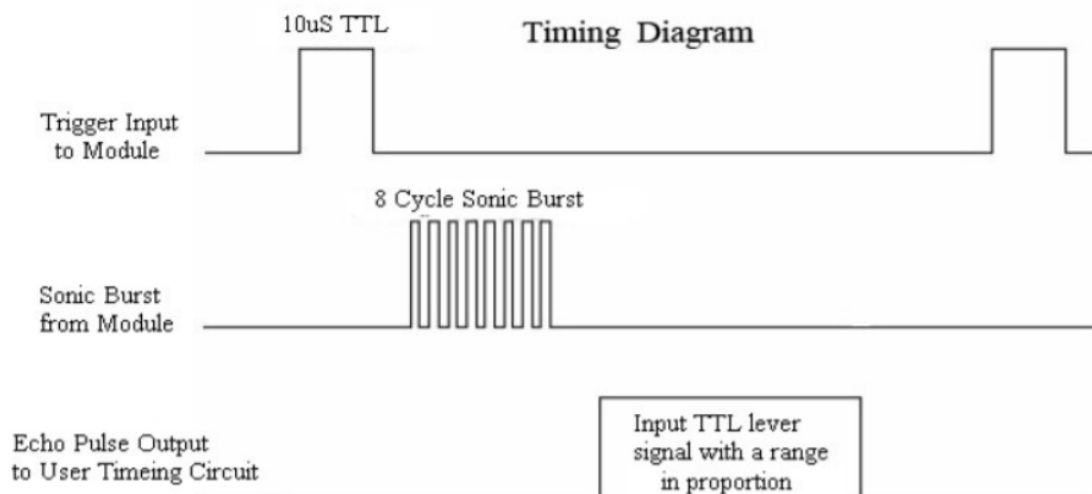 10uS TTL
Timing Diagram
Trigger Input
to Module
8 Cycle Sonic Burst
Sonic Burst
from Module
Echo Pulse Output
to User Timeing Circuit
Input TTL lever
signal with a range
in proportion